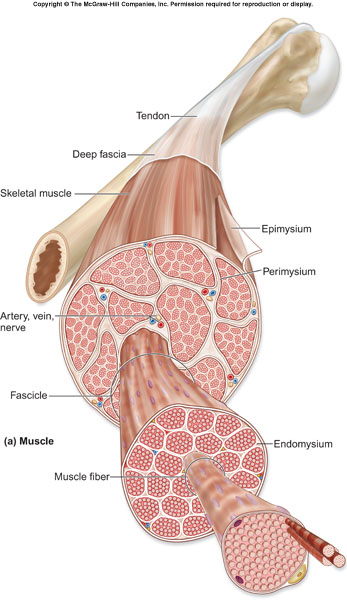 Copyright © The McGraw-Hill Companies, Inc. Permission required for reproduction or display.
Tendon
Deep fascia
Skeletal muscle
Epimysium
Perimysium
Artery, vein,
nerve
Fascicle
(a) Muscle
Endomysium
Muscle fiber